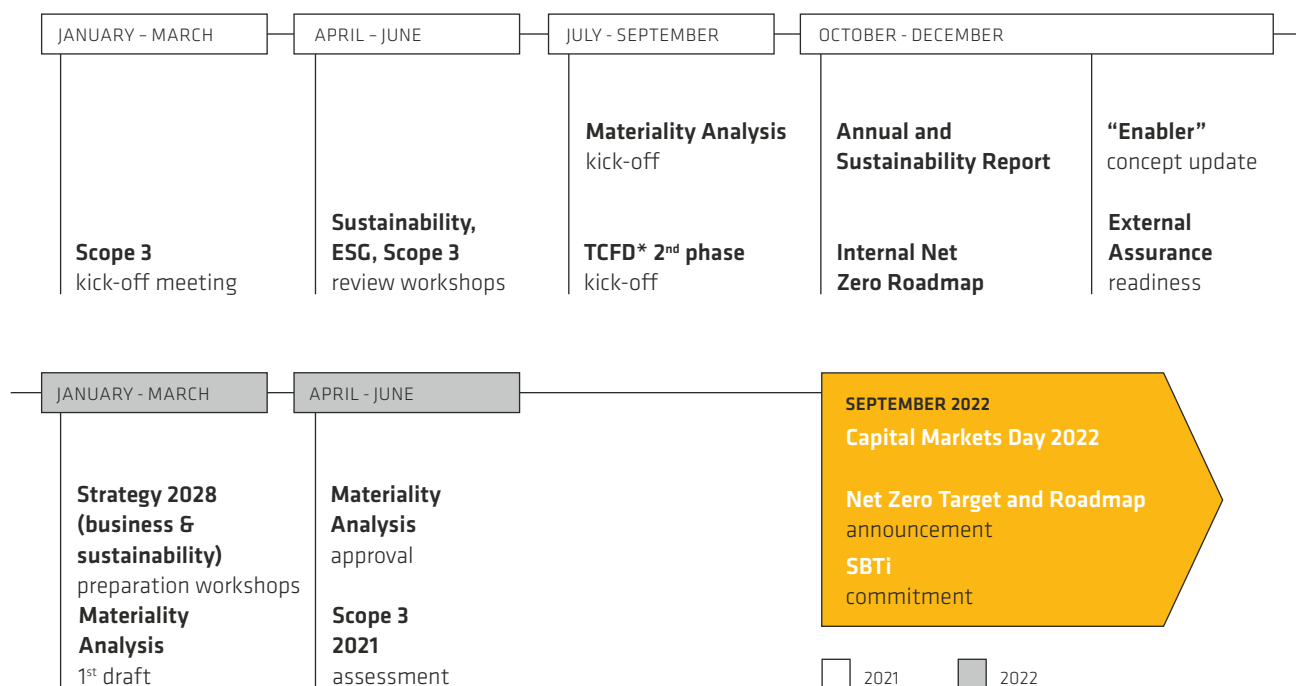 JANUARY – MARCH
APRIL – JUNE
JULY - SEPTEMBER
OCTOBER - DECEMBER
Scope 3
kick-off meeting
Sustainability,
ESG, Scope 3
review workshops
Materiality Analysis
kick-off
TCFD* 2nd phase
kick-off
Annual and
Sustainability Report
Internal Net
Zero Roadmap
“Enabler”
concept update
External
Assurance
readiness
JANUARY - MARCH
APRIL - JUNE
Strategy 2028
(business &
sustainability)
preparation workshops
Materiality
Analysis
1st draft
Materiality
Analysis
approval
Scope 3
2021
assessment
SEPTEMBER 2022
Capital Markets Day 2022
Net Zero Target and Roadmap
announcement
SBTi
commitment
2021
2022